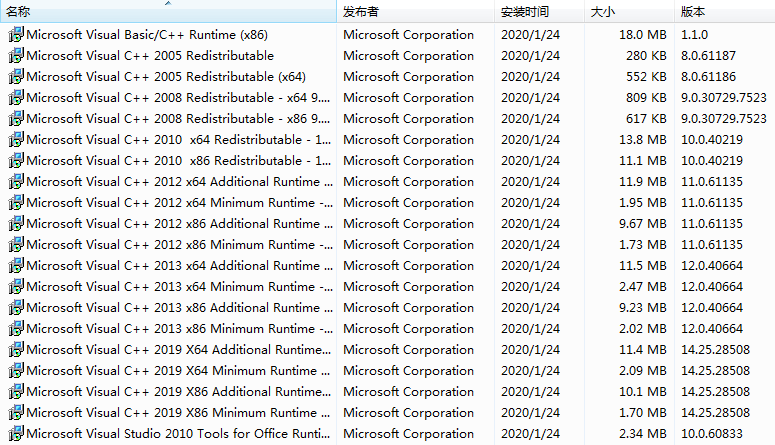 名称 发布者 安装时间 大小 版本
Microsoft Visual Basic/C++ Runtime (x86) Microsoft Corporation 2020/1/24 18.0 MB 1.1.0
Microsoft Visual C++ 2005 Redistributable Microsoft Corporation 2020/1/24 280 KB 8.0.61187
Microsoft Visual C++ 2005 Redistributable (x64) Microsoft Corporation 2020/1/24 552 KB 8.0.61186
Microsoft Visual C++ 2008 Redistributable - x64 9.... Microsoft Corporation 2020/1/24 809 KB 9.0.30729.7523
Microsoft Visual C++ 2008 Redistributable - x86 9.... Microsoft Corporation 2020/1/24 617 KB 9.0.30729.7523
Microsoft Visual C++ 2010  x64 Redistributable - 1... Microsoft Corporation 2020/1/24 13.8 MB 10.0.40219
Microsoft Visual C++ 2010  x86 Redistributable - 1... Microsoft Corporation 2020/1/24 11.1 MB 10.0.40219
Microsoft Visual C++ 2012 x64 Additional Runtime ... Microsoft Corporation 2020/1/24 11.9 MB 11.0.61135
Microsoft Visual C++ 2012 x64 Minimum Runtime -... Microsoft Corporation 2020/1/24 1.95 MB 11.0.61135
Microsoft Visual C++ 2012 x86 Additional Runtime ... Microsoft Corporation 2020/1/24 9.67 MB 11.0.61135
Microsoft Visual C++ 2012 x86 Minimum Runtime -... Microsoft Corporation 2020/1/24 1.73 MB 11.0.61135
Microsoft Visual C++ 2013 x64 Additional Runtime ... Microsoft Corporation 2020/1/24 11.5 MB 12.0.40664
Microsoft Visual C++ 2013 x64 Minimum Runtime -... Microsoft Corporation 2020/1/24 2.47 MB 12.0.40664
Microsoft Visual C++ 2013 x86 Additional Runtime ... Microsoft Corporation 2020/1/24 9.23 MB 12.0.40664
Microsoft Visual C++ 2013 x86 Minimum Runtime -... Microsoft Corporation 2020/1/24 2.02 MB 12.0.40664
Microsoft Visual C++ 2019 X64 Additional Runtime... Microsoft Corporation 2020/1/24 11.4 MB 14.25.28508
Microsoft Visual C++ 2019 X64 Minimum Runtime ... Microsoft Corporation 2020/1/24 2.09 MB 14.25.28508
Microsoft Visual C++ 2019 X86 Additional Runtime... Microsoft Corporation 2020/1/24 10.1 MB 14.25.28508
Microsoft Visual C++ 2019 X86 Minimum Runtime ... Microsoft Corporation 2020/1/24 1.70 MB 14.25.28508
Microsoft Visual Studio 2010 Tools for Office Runti... Microsoft Corporation 2020/1/24 2.34 MB 10.0.60833